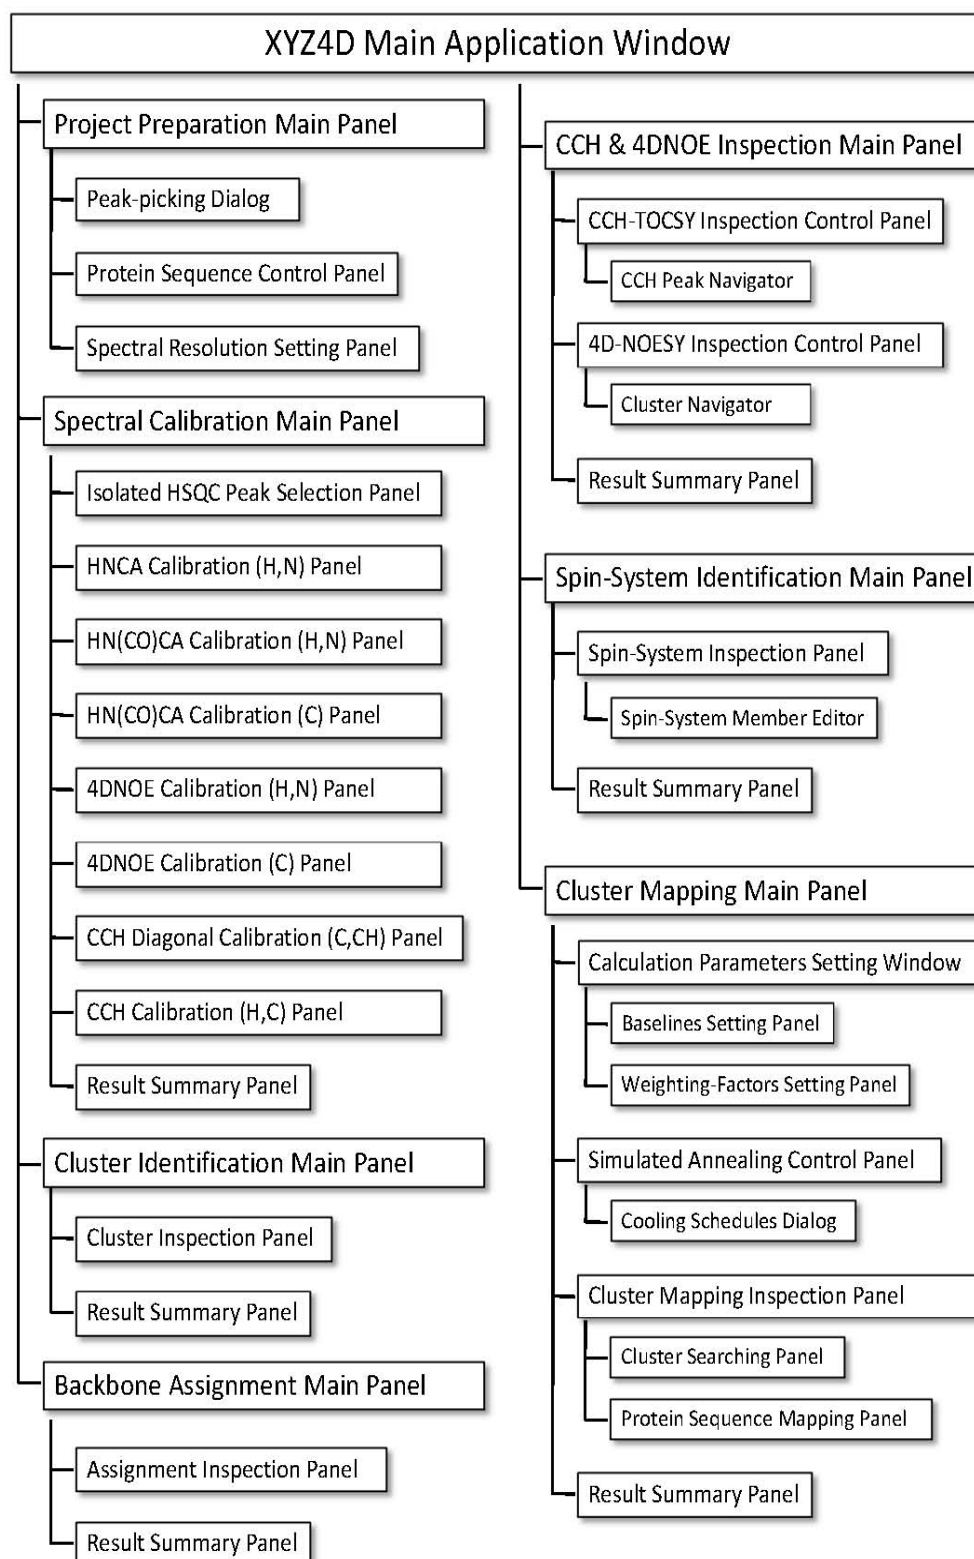 XYZ4D Main Application Window
Project Preparation Main Panel
Peak-picking Dialog
Protein Sequence Control Panel
Spectral Resolution Setting Panel
Spectral Calibration Main Panel
Isolated HSQC Peak Selection Panel
HNCA Calibration (H,N) Panel
HN(CO)CA Calibration (H,N) Panel
HN(CO)CA Calibration (C) Panel
4DNOE Calibration (H,N) Panel
4DNOE Calibration (C) Panel
CCH Diagonal Calibration (C,CH) Panel
CCH Calibration (H,C) Panel
Result Summary Panel
Cluster Identification Main Panel
Cluster Inspection Panel
Result Summary Panel
Backbone Assignment Main Panel
Assignment Inspection Panel
Result Summary Panel
CCH & 4DNOE Inspection Main Panel
CCH-TOCSY Inspection Control Panel
CCH Peak Navigator
4D-NOESY Inspection Control Panel
Cluster Navigator
Result Summary Panel
Spin-System Identification Main Panel
Spin-System Inspection Panel
Spin-System Member Editor
Result Summary Panel
Cluster Mapping Main Panel
Calculation Parameters Setting Window
Baselines Setting Panel
Weighting-Factors Setting Panel
Simulated Annealing Control Panel
Cooling Schedules Dialog
Cluster Mapping Inspection Panel
Cluster Searching Panel
Protein Sequence Mapping Panel
Result Summary Panel